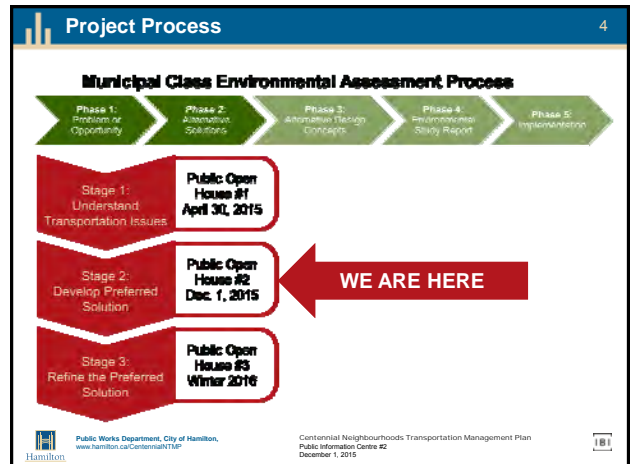 Project Process
4
Municipal Class Environmental Assessment Process
Phase 1:
Problem or
Opportunity
Phase 2:
Alternative
Solutions
Phase 3:
Alternative Design
Concepts
Phase 4:
Environmental
Study Report
Phase 5:
Implementation
Stage 1:
Understand
Transportation Issues
Public Open
House #1
April 30, 2015
Stage 2:
Develop Preferred
Solution
Public Open
House #2
Dec. 1, 2015
WE ARE HERE
Stage 3:
Refine the Preferred
Solution
Public Open
House #3
Winter 2016
Hamilton
Public Works Department, City of Hamilton,
www.hamilton.ca/CentennialNTMP
Centennial Neighbourhoods Transportation Management Plan
Public Information Centre #2
December 1, 2015
IBI